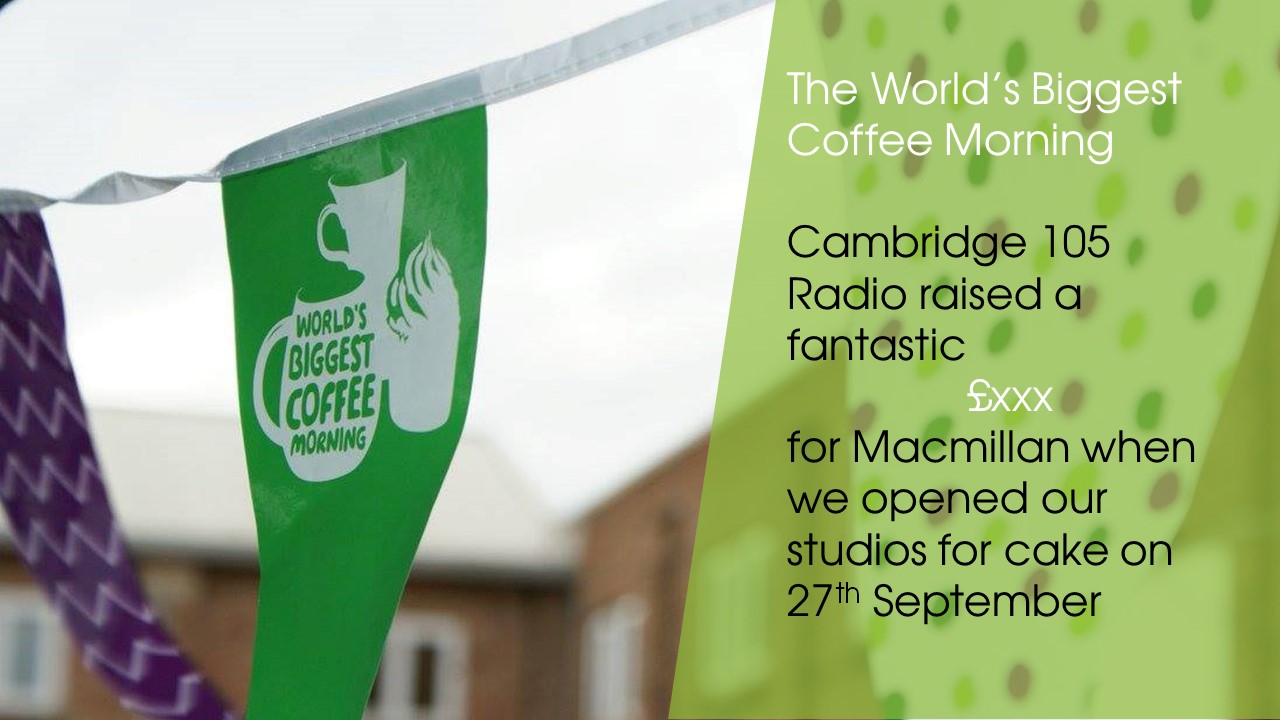 WORLD'S
BIGGEST
COFFEE
MORNING
The World's Biggest
Coffee Morning
Cambridge 105
Radio raised a
fantastic
£xxx
for Macmillan when
we opened our
studios for cake on
27th September